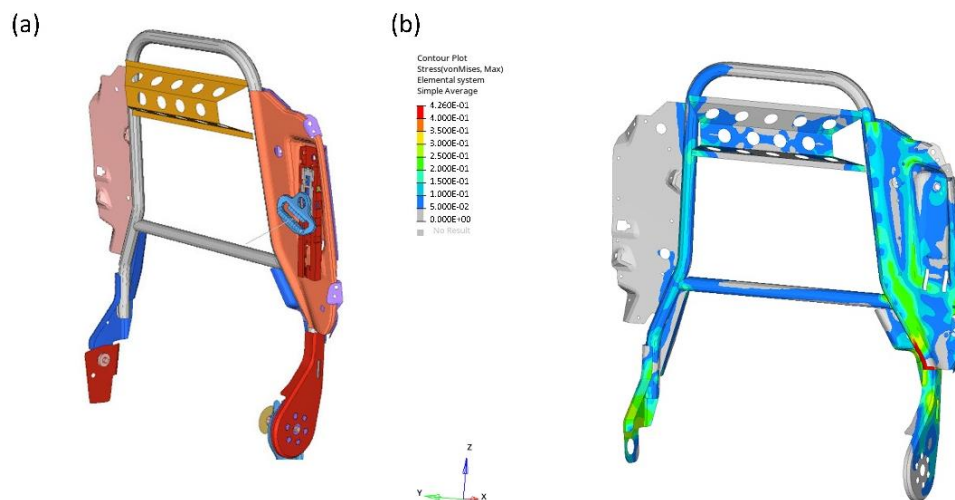 (a)
(b)
Contour Plot
Stress(vonMises, Max)
Elemental system
Simple Average
4.260E-01
4.000E-01
3.500E-01
3.000E-01
2.500E-01
2.000E-01
1.500E-01
1.000E-01
5.000E-02
0.000E+00
No Result
Z
Y
X